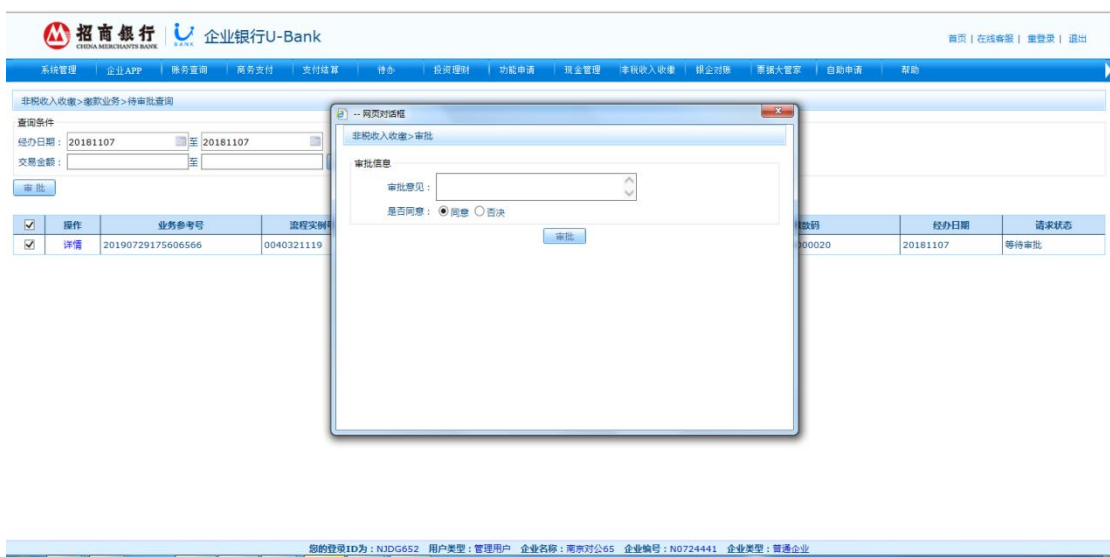 招商银行 CHINA MERCHANTS BANK BANK 企业银行U-Bank
首页 | 在线客服 | 重登录 | 退出
系统管理 企业APP 账务查询 商务支付 支付结算 待办 投资理财 功能申请 现金管理 非税收入收缴 银企对账 票据大管家 自助申请 帮助
非税收入收缴>缴款业务>待审批查询
查询条件
经办日期： 20181107 至 20181107
交易金额： 至
审 批
操作 业务参考号 流程实例号 缴款码 经办日期 请求状态
详情 20190729175606566 0040321119 000020 20181107 等待审批
-- 网页对话框
非税收入收缴>审批
审批信息
审批意见：
是否同意： 同意 否决
审批
您的登录ID为：NJDG652 用户类型：管理用户 企业名称：南京对公65 企业编号：N0724441 企业类型：普通企业